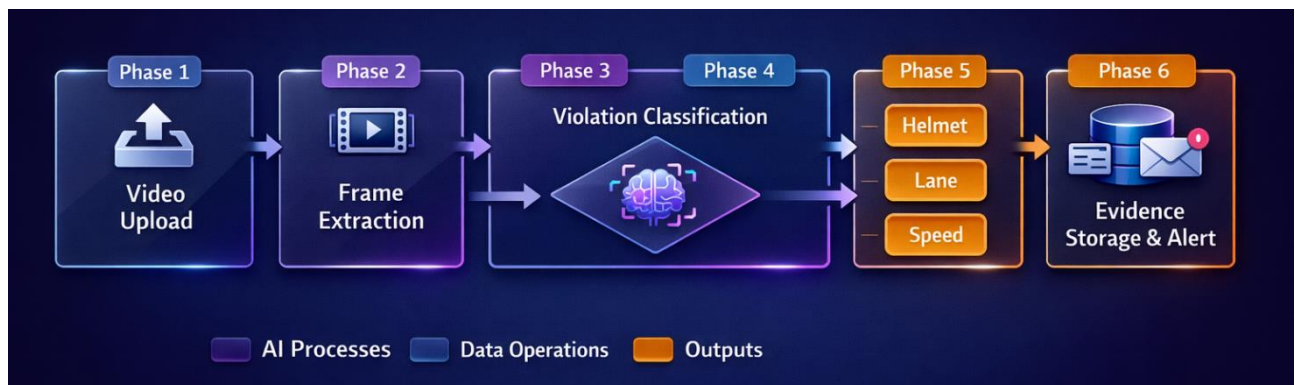 Phase 1
Video
Upload
Phase 2
Frame
Extraction
Phase 3
Phase 4
Violation Classification
Phase 5
Helmet
Lane
Speed
Phase 6
Evidence
Storage & Alert
AI Processes
Data Operations
Outputs